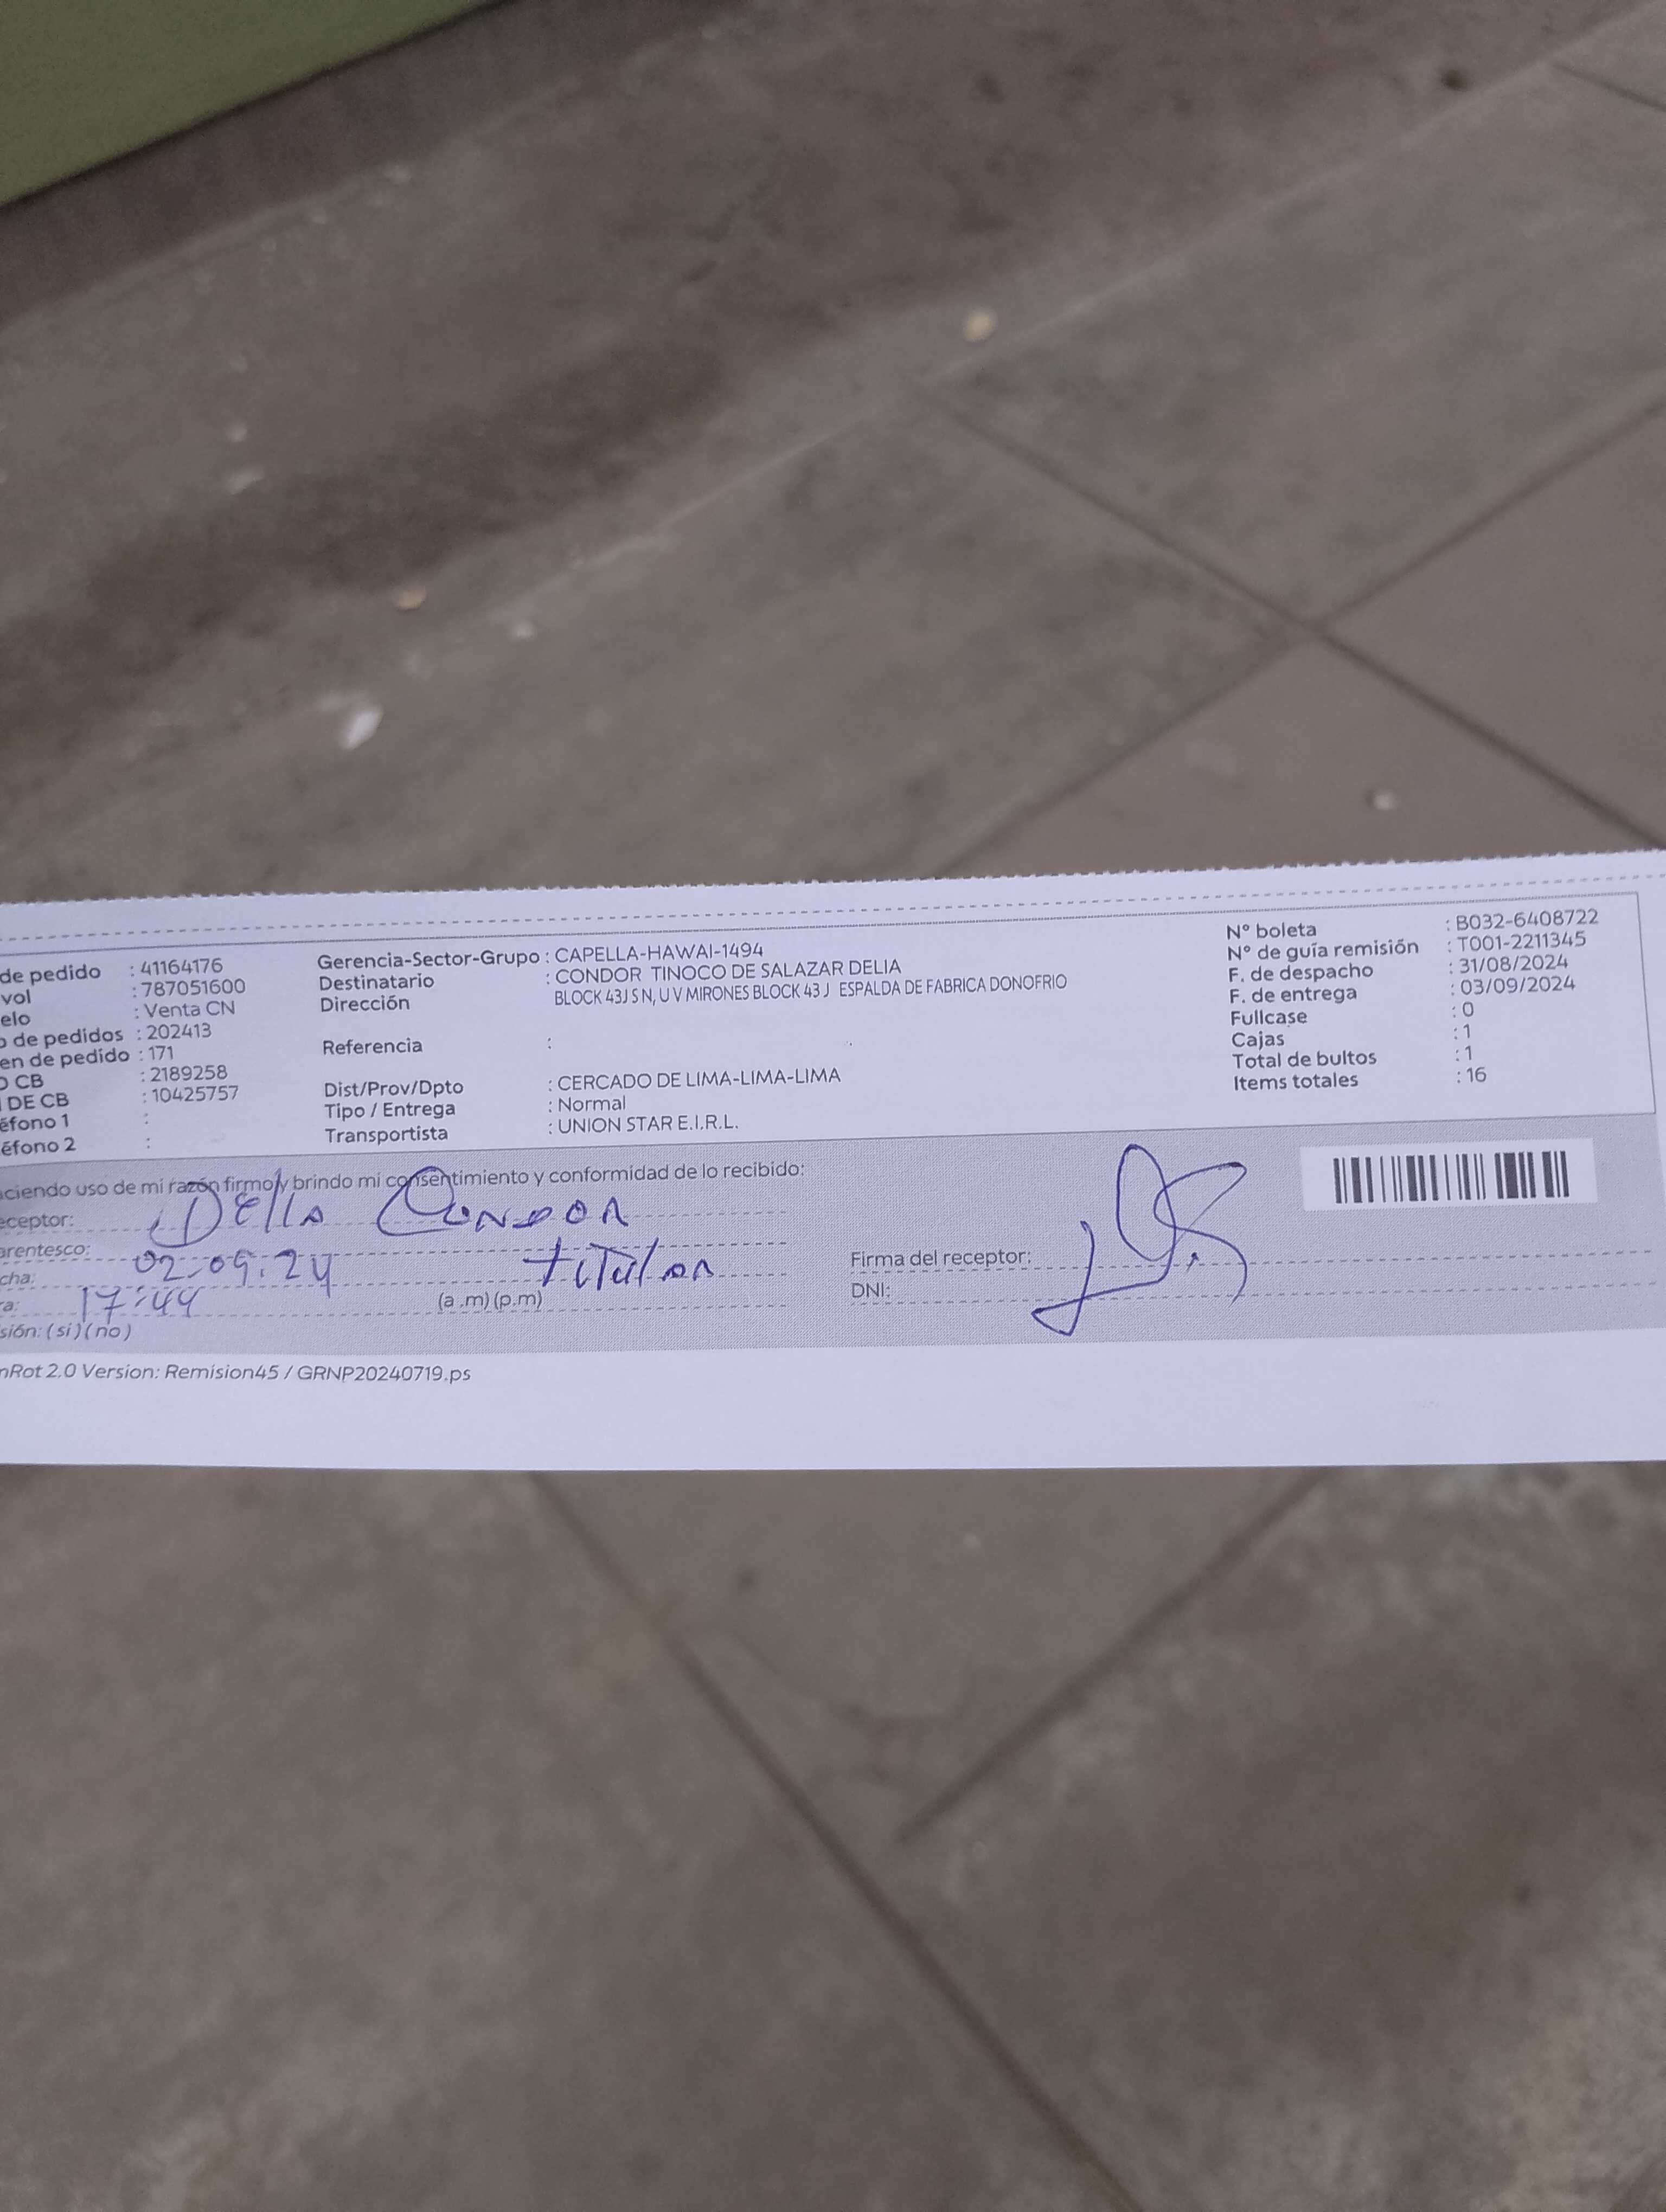 de pedido : 41164176
vol : 787051600
elo : Venta CN
o de pedidos : 202413
en de pedido : 171
O CB : 2189258
DE CB : 10425757
éfono 1 :
éfono 2 :
Gerencia-Sector-Grupo : CAPELLA-HAWAI-1494
Destinatario : CONDOR TINOCO DE SALAZAR DELIA
Dirección BLOCK 43J S N, U V MIRONES BLOCK 43 J ESPALDA DE FABRICA DONOFRIO
Referencia :
Dist/Prov/Dpto : CERCADO DE LIMA-LIMA-LIMA
Tipo / Entrega : Normal
Transportista : UNION STAR E.I.R.L.
N° boleta : B032-6408722
N° de guía remisión : T001-2211345
F. de despacho : 31/08/2024
F. de entrega : 03/09/2024
Fullcase : 0
Cajas : 1
Total de bultos : 1
Items totales : 16
ciendo uso de mi razón firmo y brindo mi consentimiento y conformidad de lo recibido:
eceptor: Delia Condor
arentesco: titular
cha: 02.09.24
ra: 17:44 (a.m)(p.m)
sión: (si)(no)
Firma del receptor:
DNI:
nRot 2.0 Version: Remision45 / GRNP20240719.ps